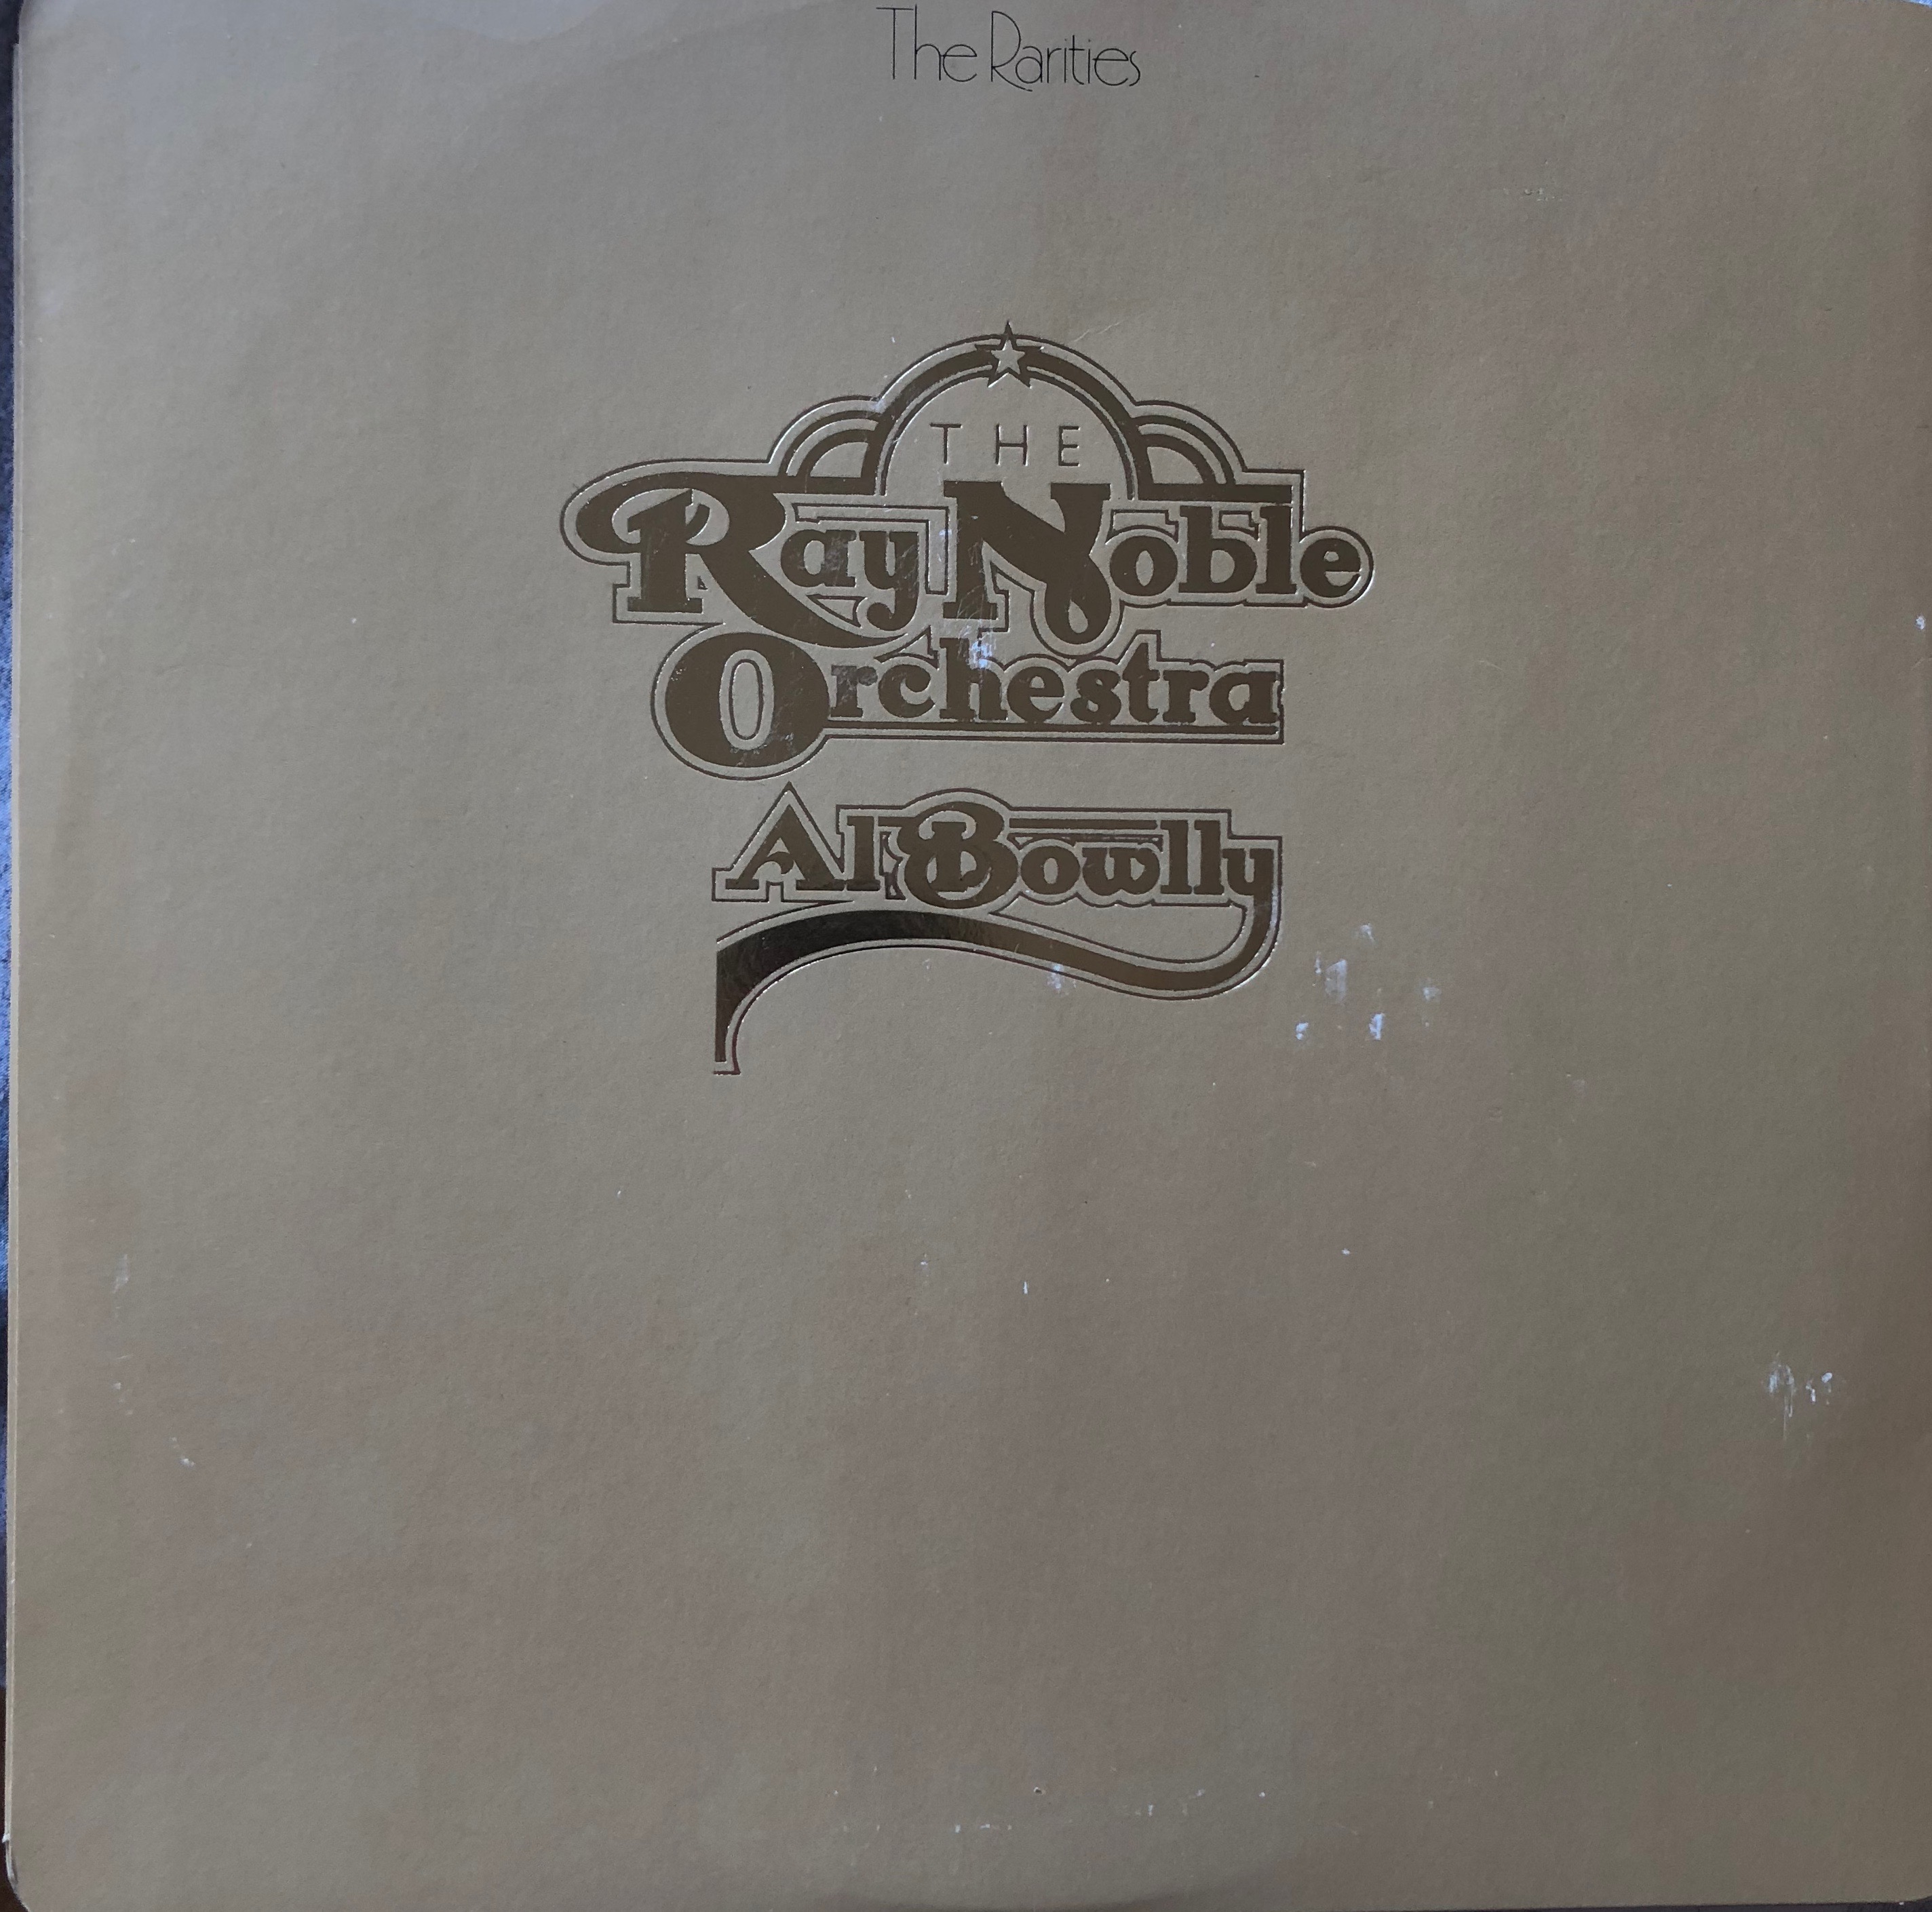 The Rarities
THE
Ray Noble
Orchestra
Al Bowlly